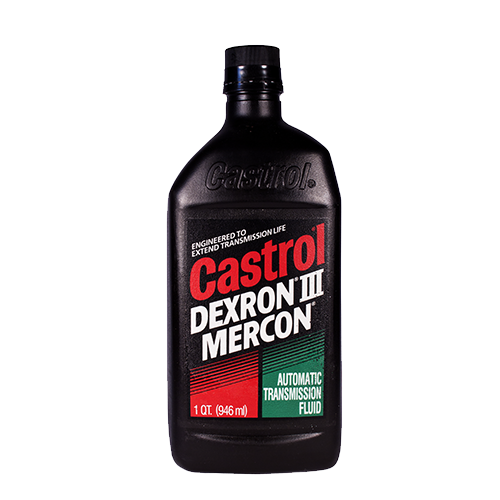 Castrol®
ENGINEERED TO
EXTEND TRANSMISSION LIFE
Castrol
DEXRON® III
MERCON®
AUTOMATIC
TRANSMISSION
FLUID
1 QT. (946 ml)